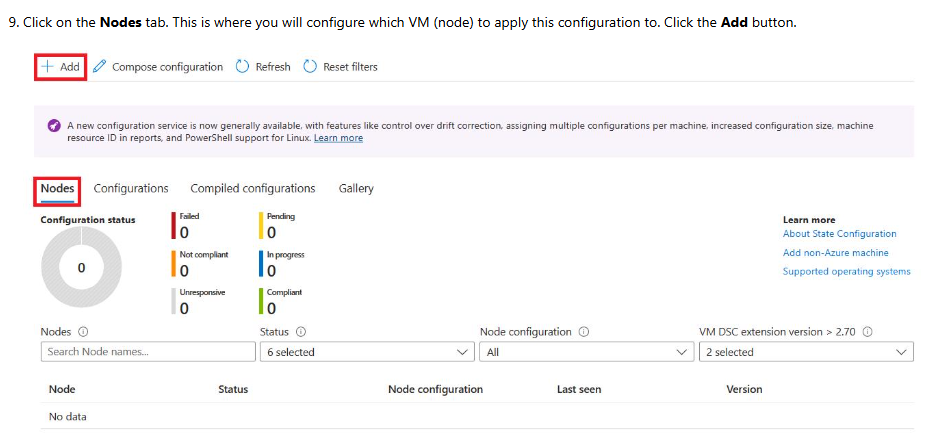 9. Click on the Nodes tab. This is where you will configure which VM (node) to apply this configuration to. Click the Add button.
Add Compose configuration Refresh Reset filters
A new configuration service is now generally available, with features like control over drift correction, assigning multiple configurations per machine, increased configuration size, machine
resource ID in reports, and PowerShell support for Linux. Learn more
Nodes Configurations Compiled configurations Gallery
Configuration status
0
Failed
0
Pending
0
Not compliant
0
In progress
0
Unresponsive
0
Compliant
0
Learn more
About State Configuration
Add non-Azure machine
Supported operating systems
Nodes Status Node configuration VM DSC extension version > 2.70
Search Node names... 6 selected All 2 selected
Node Status Node configuration Last seen Version
No data